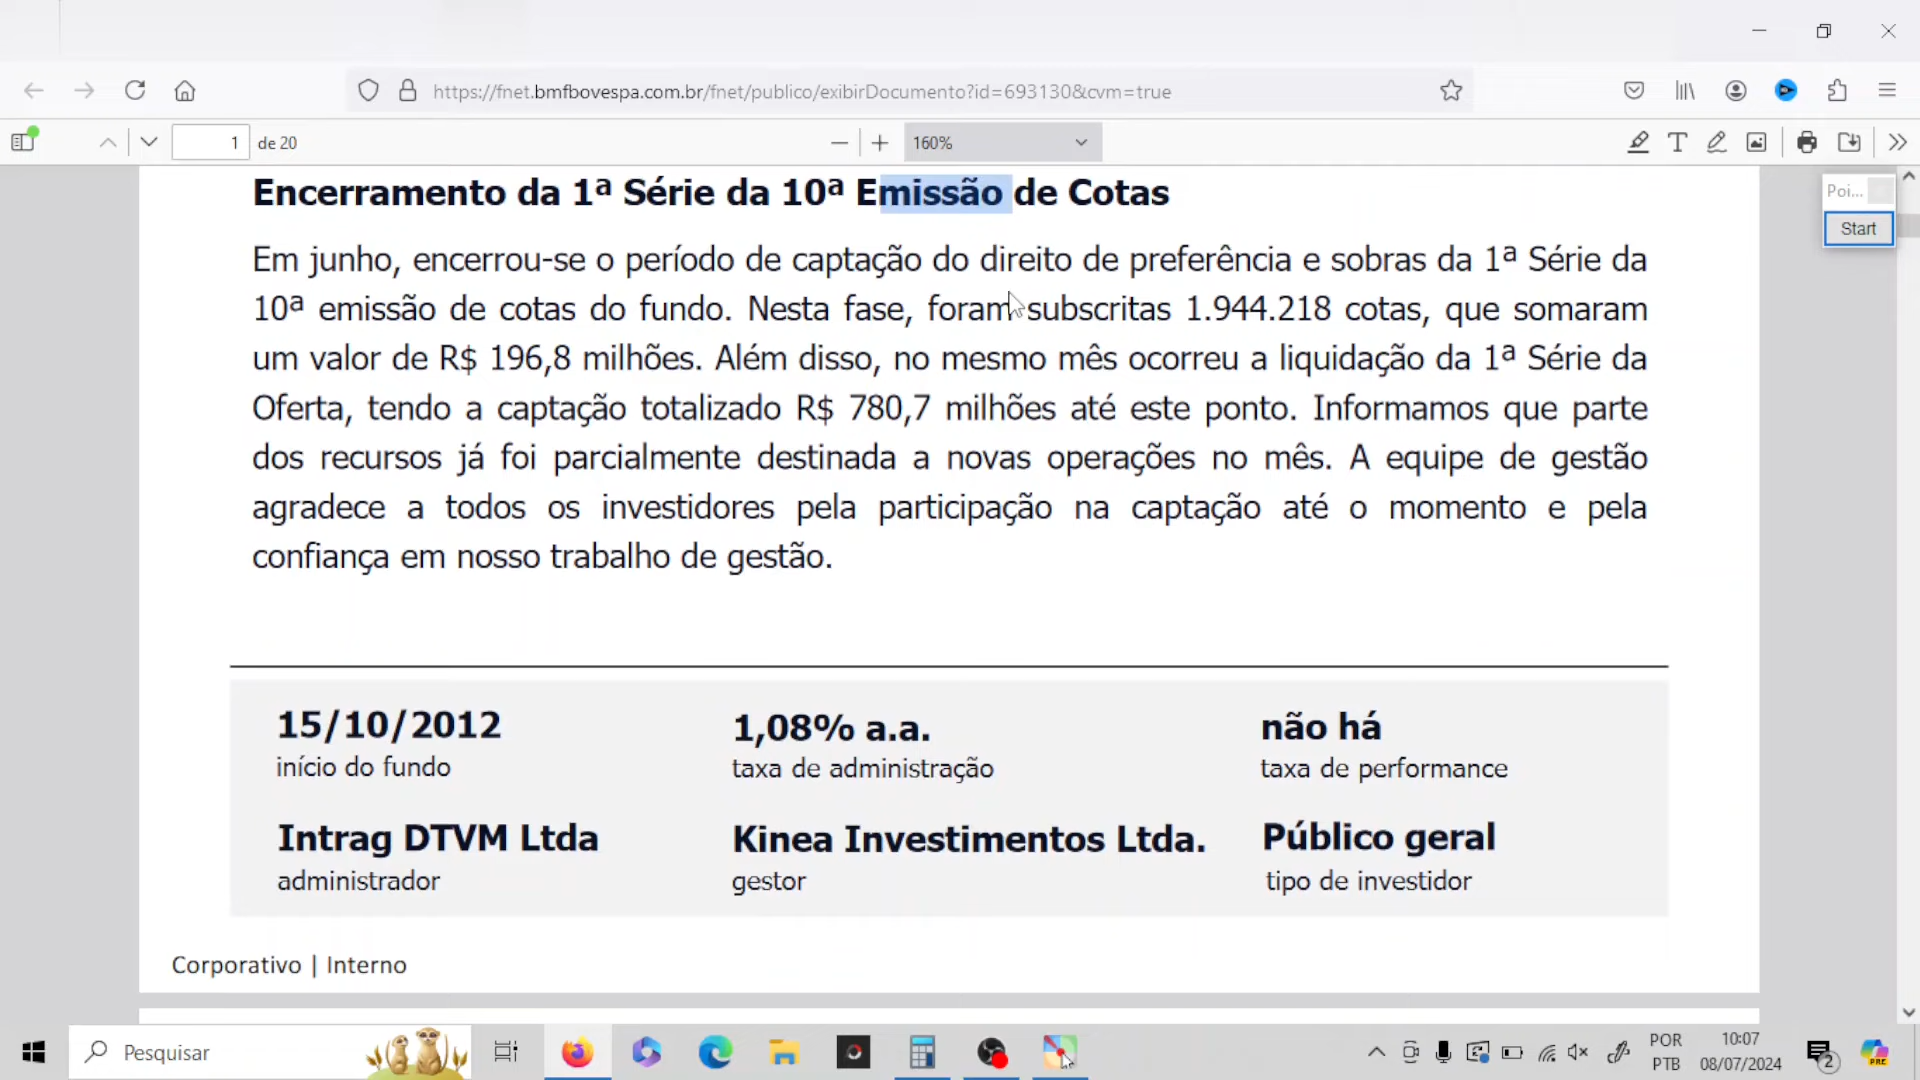 https://fnet.bmfbovespa.com.br/fnet/publico/exibirDocumento?id=693130&cvm=true
1 de 20
160%
Poi...
Start
Encerramento da 1ª Série da 10ª Emissão de Cotas
Em junho, encerrou-se o período de captação do direito de preferência e sobras da 1ª Série da
10ª emissão de cotas do fundo. Nesta fase, foram subscritas 1.944.218 cotas, que somaram
um valor de R$ 196,8 milhões. Além disso, no mesmo mês ocorreu a liquidação da 1ª Série da
Oferta, tendo a captação totalizado R$ 780,7 milhões até este ponto. Informamos que parte
dos recursos já foi parcialmente destinada a novas operações no mês. A equipe de gestão
agradece a todos os investidores pela participação na captação até o momento e pela
confiança em nosso trabalho de gestão.
15/10/2012 1,08% a.a. não há
início do fundo taxa de administração taxa de performance
Intrag DTVM Ltda Kinea Investimentos Ltda. Público geral
administrador gestor tipo de investidor
Corporativo | Interno
Pesquisar
POR
PTB
10:07
08/07/2024
2
PRE